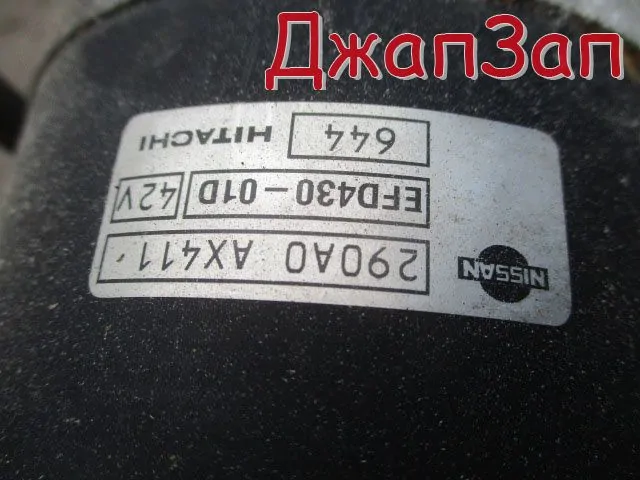 ДжапЗап
NISSAN
290A0 AX411
EFD430-01D 42V
644 HITACHI